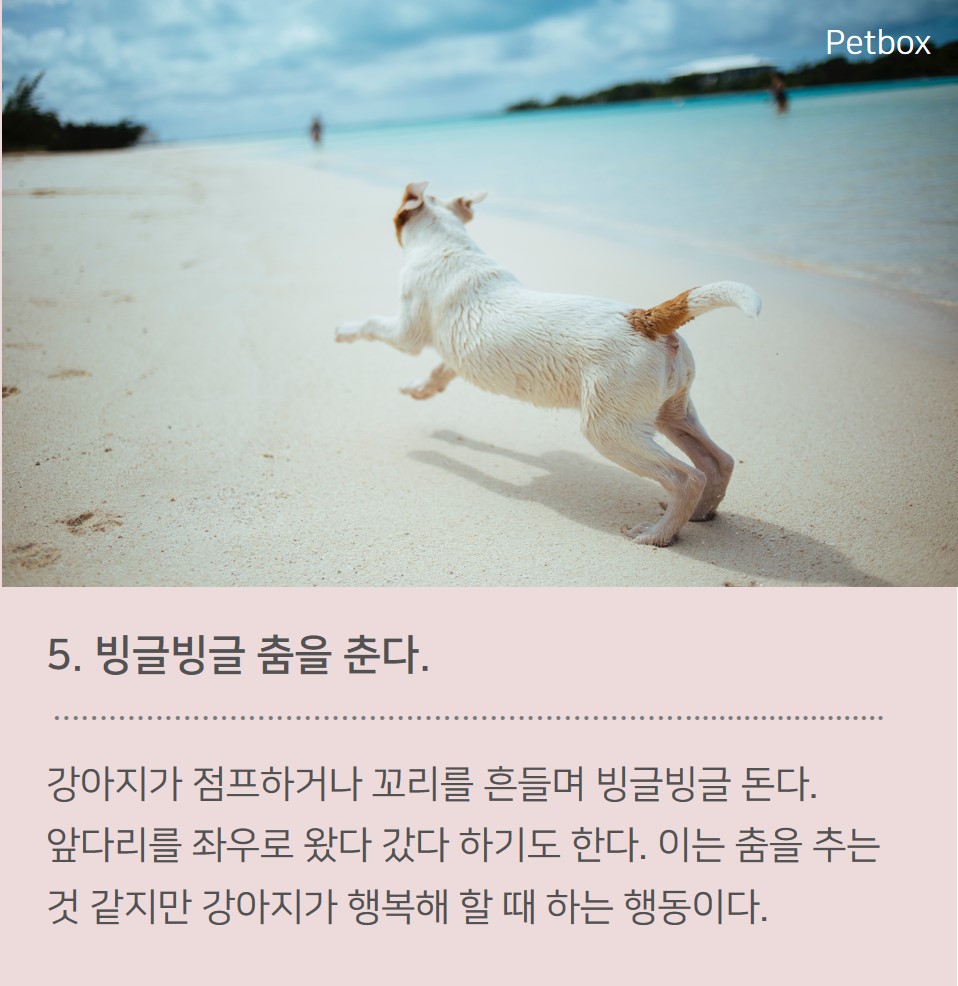 Petbox
5. 빙글빙글 춤을 춘다.
강아지가 점프하거나 꼬리를 흔들며 빙글빙글 돈다.
앞다리를 좌우로 왔다 갔다 하기도 한다. 이는 춤을 추는
것 같지만 강아지가 행복해 할 때 하는 행동이다.